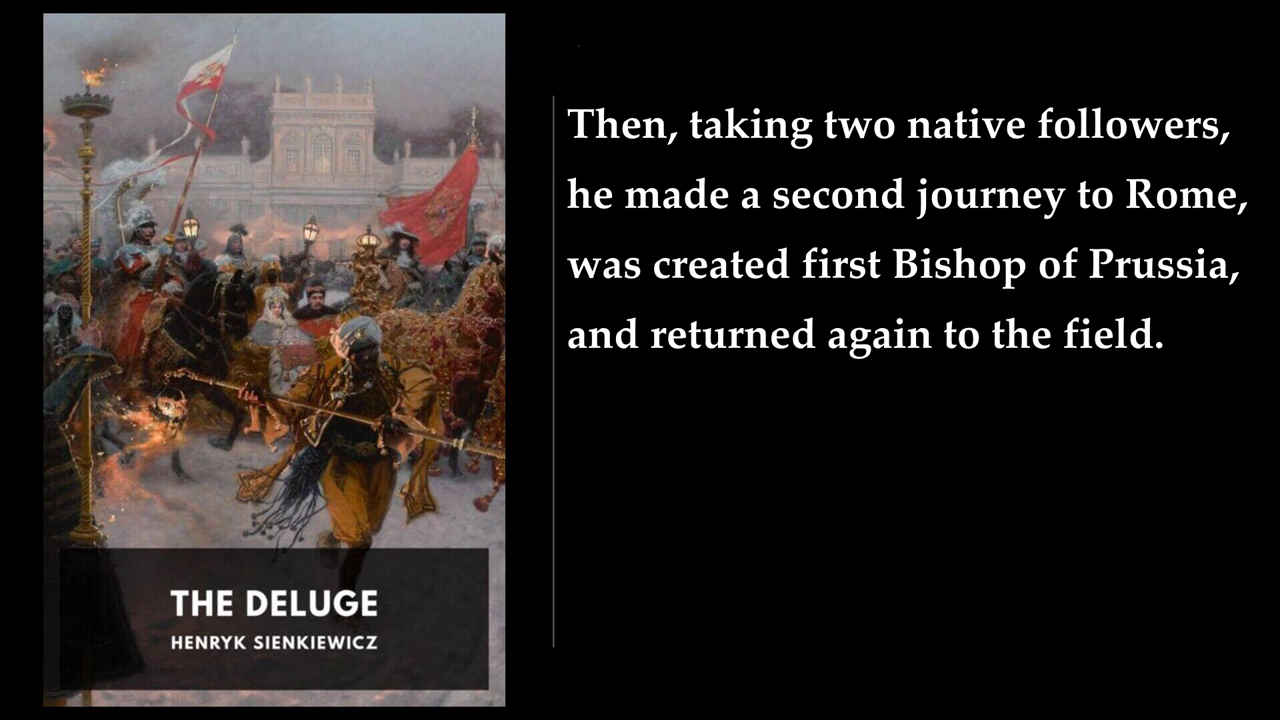 Then, taking two native followers,
he made a second journey to Rome,
was created first Bishop of Prussia,
and returned again to the field.
THE DELUGE
HENRYK SIENKIEWICZ